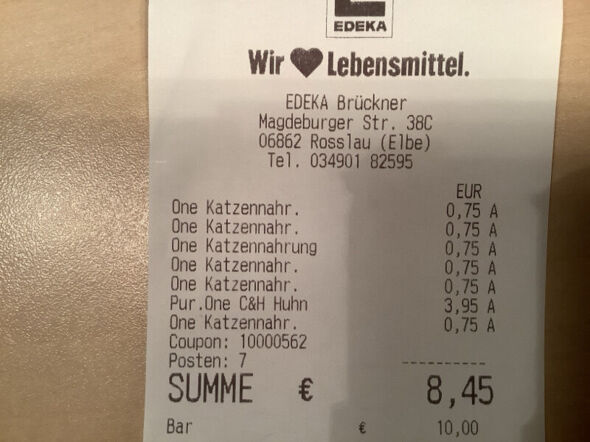 EDEKA
Wir ♥ Lebensmittel.
EDEKA Brückner
Magdeburger Str. 38C
06862 Rosslau (Elbe)
Tel. 034901 82595
EUR
One Katzennahr. 0,75 A
One Katzennahr. 0,75 A
One Katzennahrung 0,75 A
One Katzennahr. 0,75 A
One Katzennahr. 0,75 A
Pur.One C&H Huhn 3,95 A
One Katzennahr. 0,75 A
Coupon: 10000562
Posten: 7
----------
SUMME € 8,45
Bar € 10,00